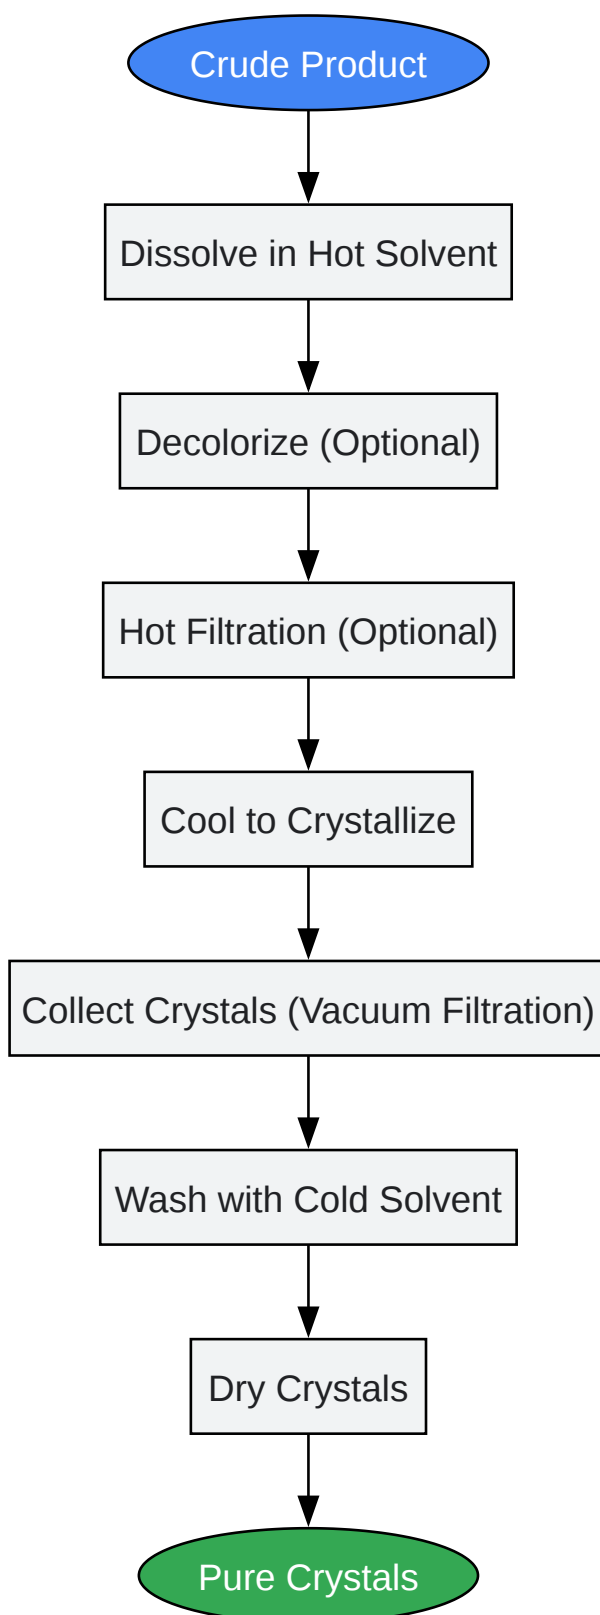 Crude Product
Dissolve in Hot Solvent
Decolorize (Optional)
Hot Filtration (Optional)
Cool to Crystallize
Collect Crystals (Vacuum Filtration)
Wash with Cold Solvent
Dry Crystals
Pure Crystals